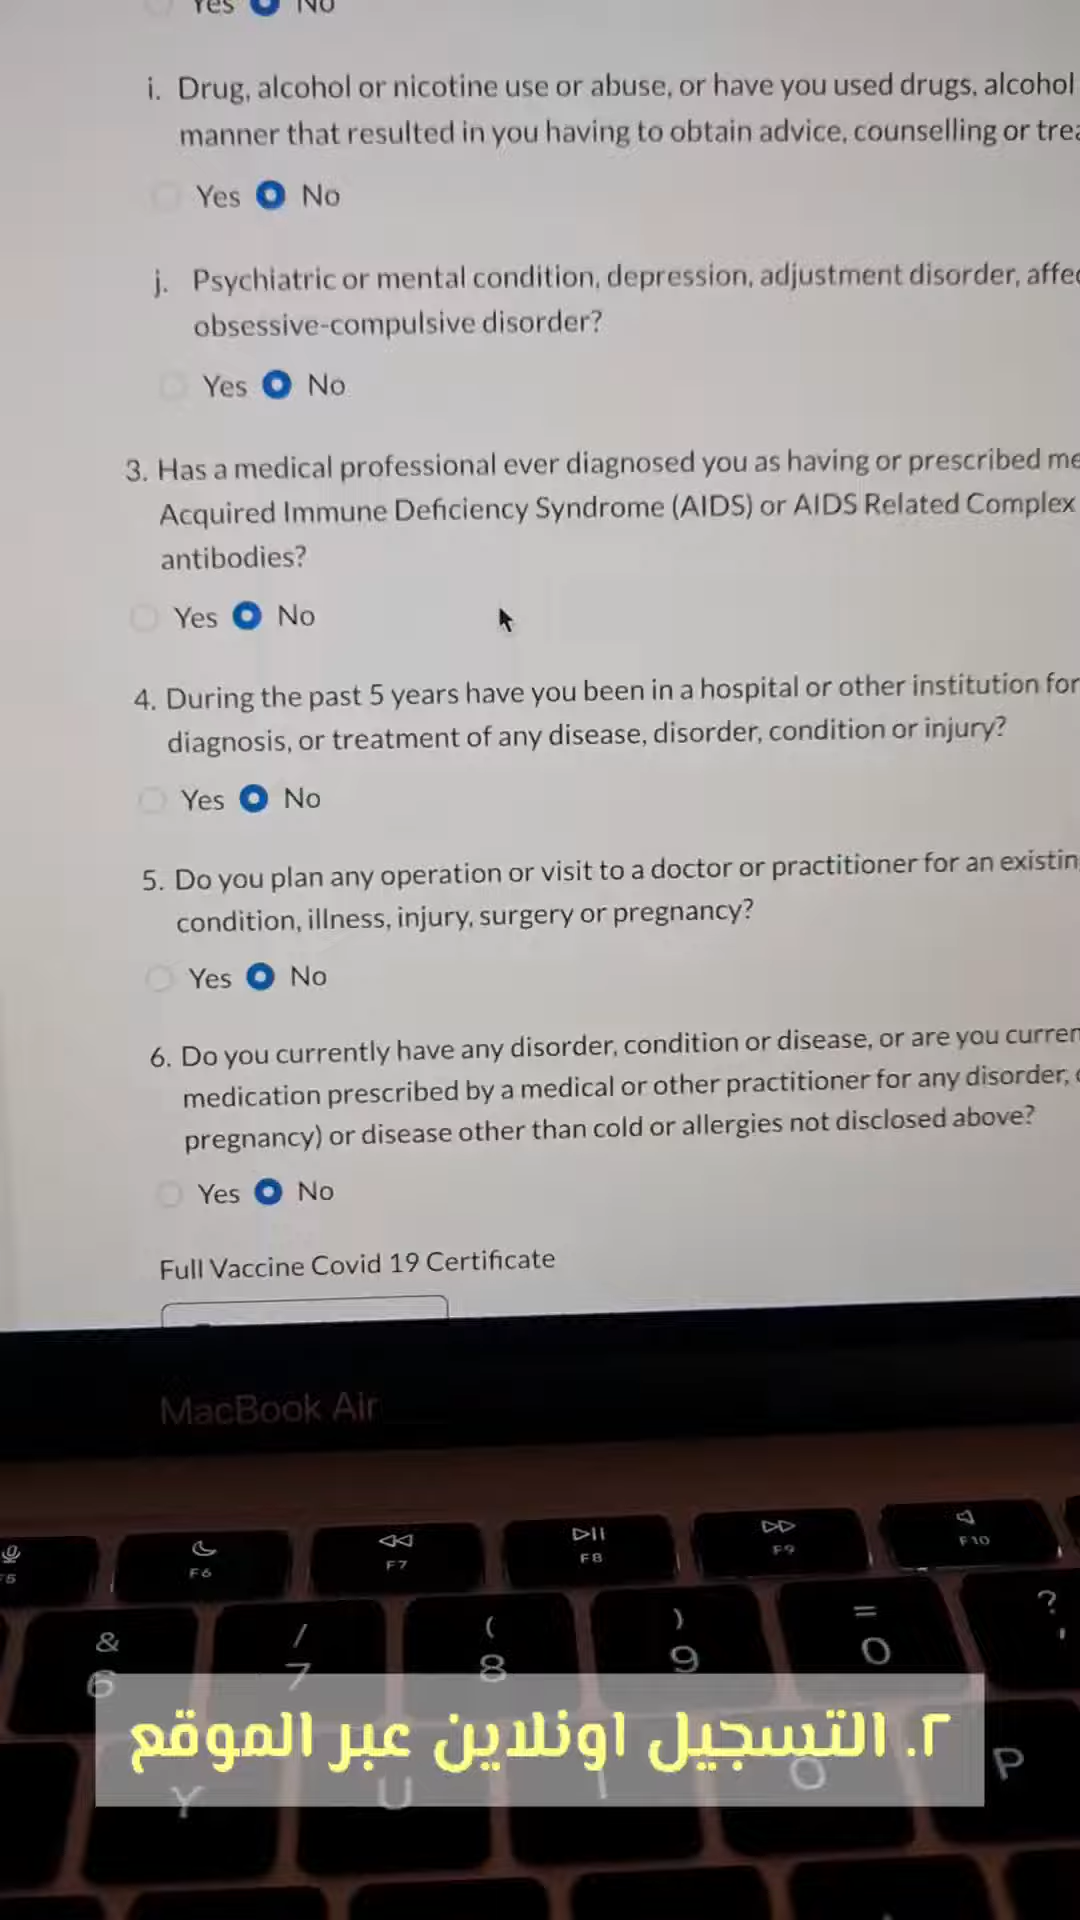 Yes No
i. Drug, alcohol or nicotine use or abuse, or have you used drugs, alcohol
manner that resulted in you having to obtain advice, counselling or trea
Yes No
j. Psychiatric or mental condition, depression, adjustment disorder, affec
obsessive-compulsive disorder?
Yes No
3. Has a medical professional ever diagnosed you as having or prescribed me
Acquired Immune Deficiency Syndrome (AIDS) or AIDS Related Complex
antibodies?
Yes No
4. During the past 5 years have you been in a hospital or other institution for
diagnosis, or treatment of any disease, disorder, condition or injury?
Yes No
5. Do you plan any operation or visit to a doctor or practitioner for an existin
condition, illness, injury, surgery or pregnancy?
Yes No
6. Do you currently have any disorder, condition or disease, or are you curren
medication prescribed by a medical or other practitioner for any disorder,
pregnancy) or disease other than cold or allergies not disclosed above?
Yes No
Full Vaccine Covid 19 Certificate
MacBook Air
F5 F6 F7 F8 F9 F10
& / ( ) = ?
6 7 8 9 0 '
٢. التسجيل اونلاين عبر الموقع
Y U I O P